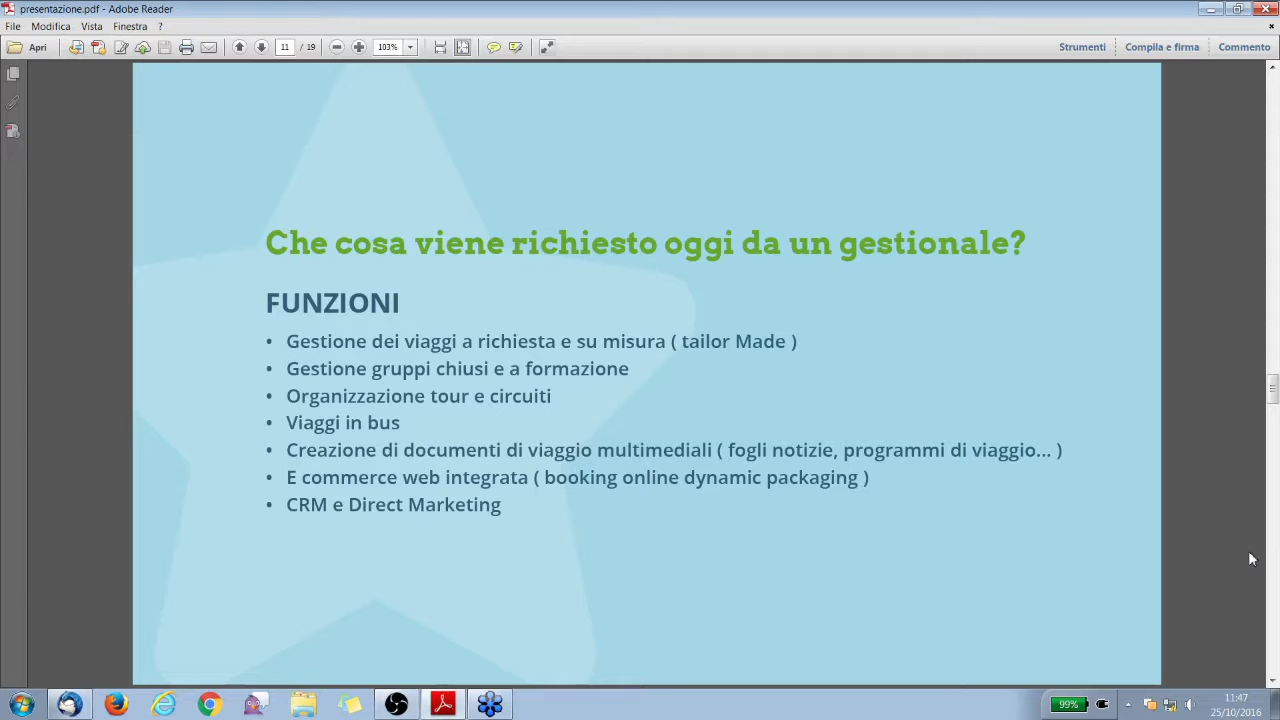 presentazione.pdf - Adobe Reader
File Modifica Vista Finestra ?
Apri 11 / 19 103% Strumenti Compila e firma Commento
Che cosa viene richiesto oggi da un gestionale?
FUNZIONI
• Gestione dei viaggi a richiesta e su misura ( tailor Made )
• Gestione gruppi chiusi e a formazione
• Organizzazione tour e circuiti
• Viaggi in bus
• Creazione di documenti di viaggio multimediali ( fogli notizie, programmi di viaggio... )
• E commerce web integrata ( booking online dynamic packaging )
• CRM e Direct Marketing
99% 11:47
25/10/2016